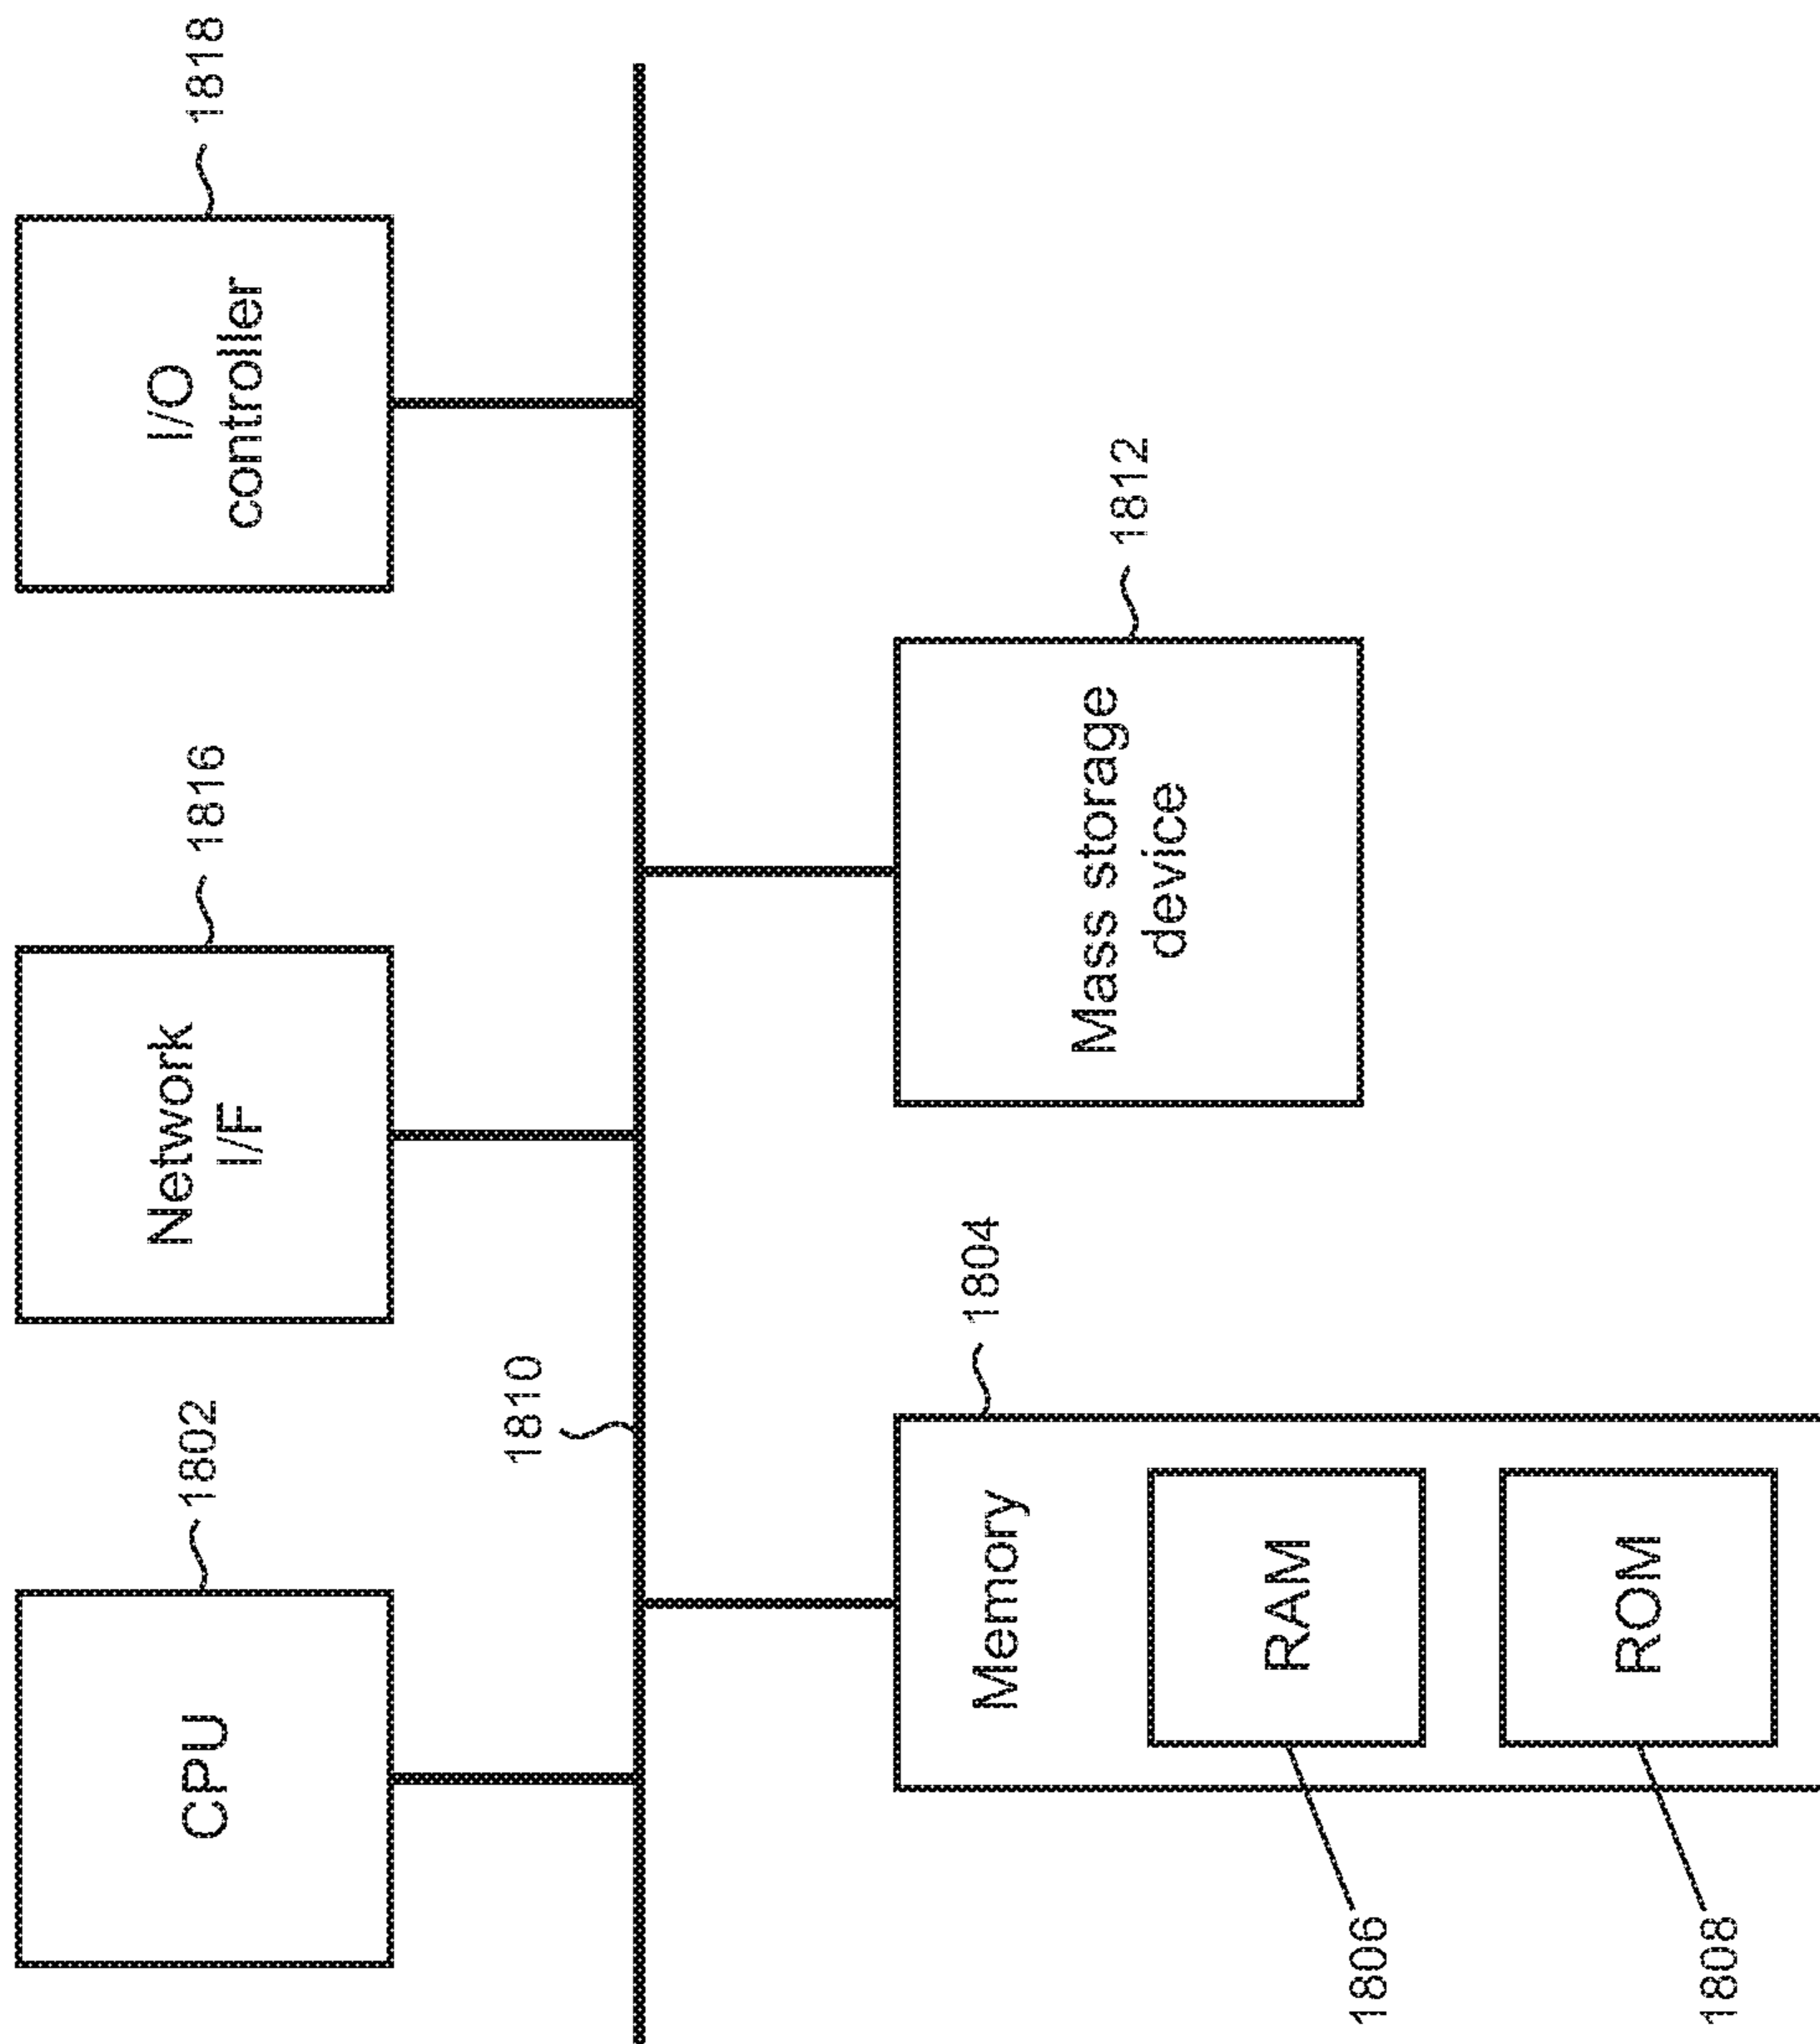 CPU
1802
Network
I/F
1816
I/O
controller
1818
1810
Memory
1804
RAM
1806
ROM
1808
Mass storage
device
1812